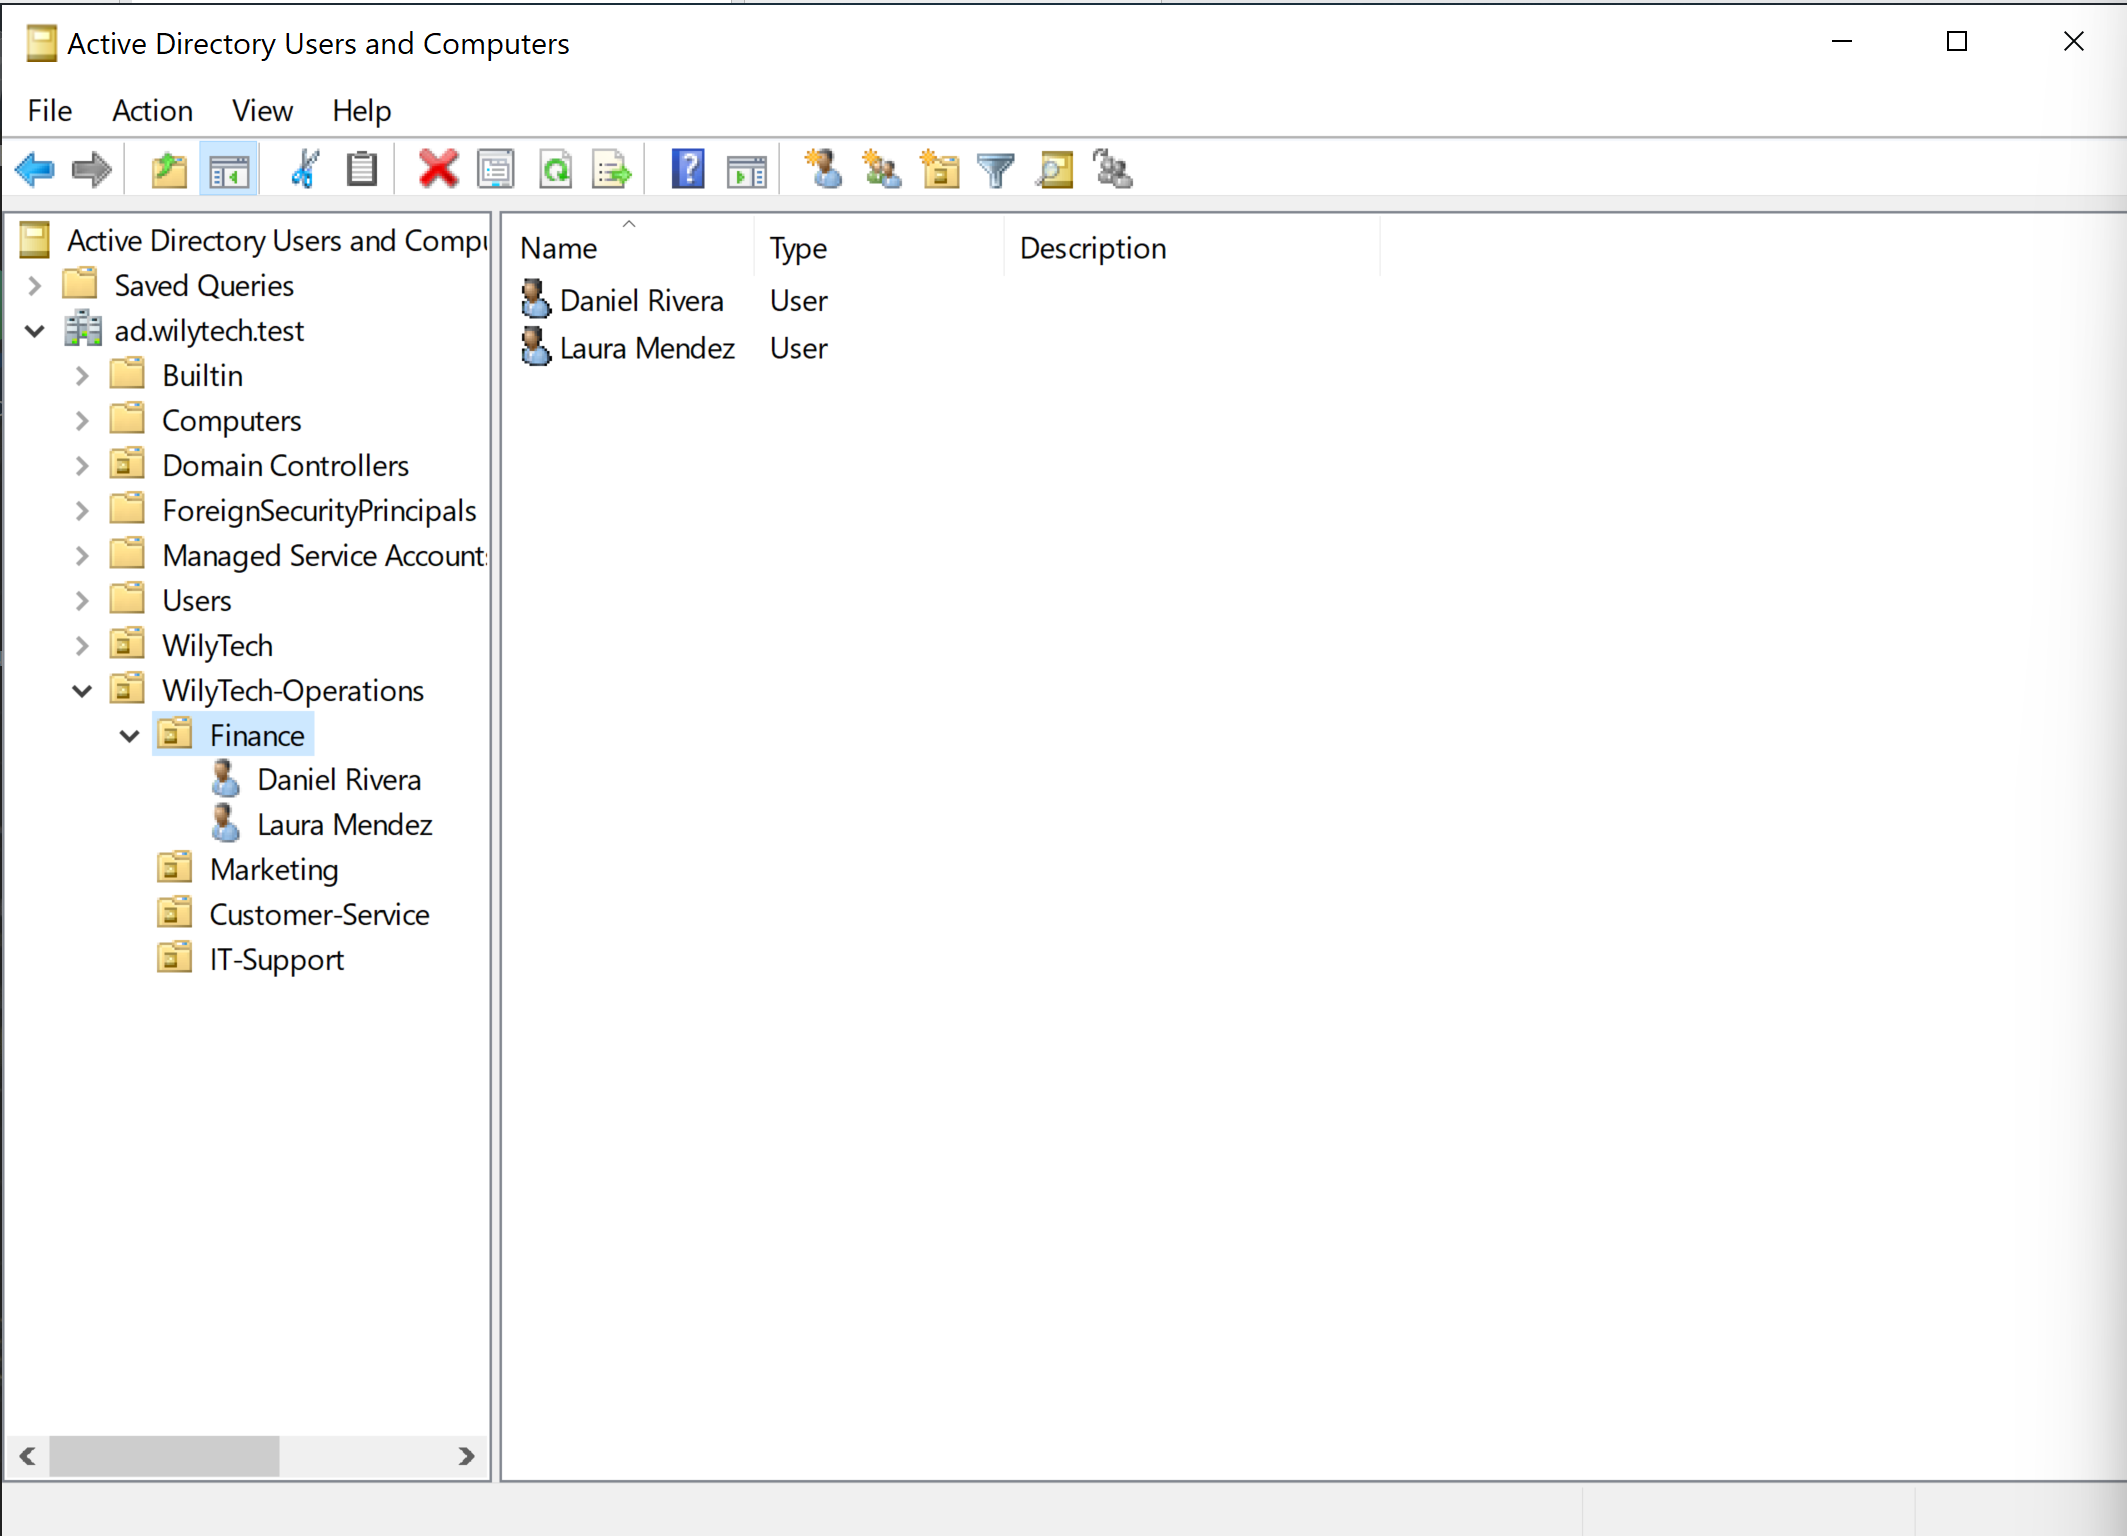 Active Directory Users and Computers
File Action View Help
Active Directory Users and Compu
Saved Queries
ad.wilytech.test
Builtin
Computers
Domain Controllers
ForeignSecurityPrincipals
Managed Service Account
Users
WilyTech
WilyTech-Operations
Finance
Daniel Rivera
Laura Mendez
Marketing
Customer-Service
IT-Support
Name Type Description
Daniel Rivera User
Laura Mendez User